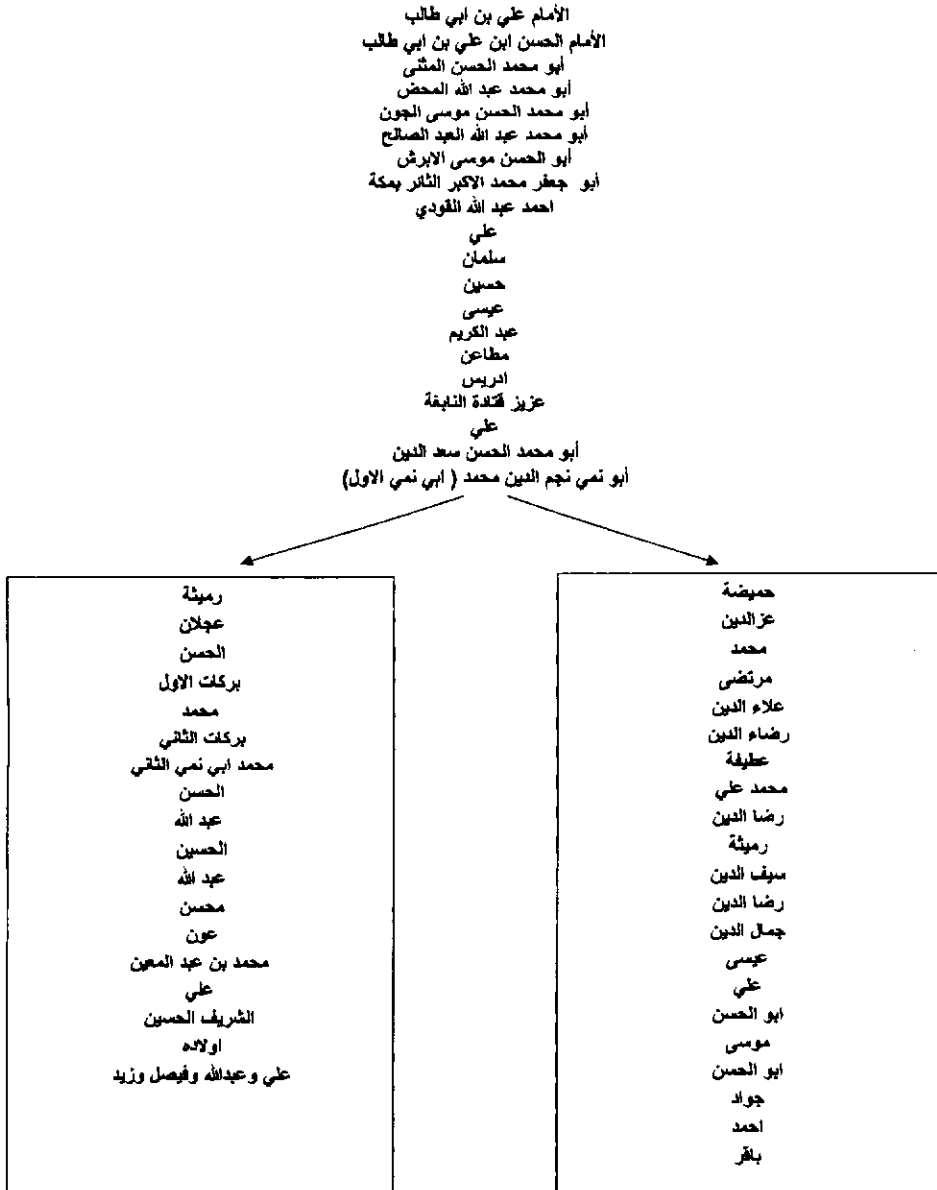 الأمام علي بن ابي طالب
الأمام الحسن ابن علي بن ابي طالب
أبو محمد الحسن المثنى
أبو محمد عبد الله المحض
أبو محمد الحسن موسى الجون
أبو محمد عبد الله العبد الصالح
أبو الحسن موسى الابرش
أبو جعفر محمد الاكبر الثائر بمكة
احمد عبد الله القودي
علي
سلمان
حسين
عيسى
عبد الكريم
مطاعن
ادريس
عزيز قتادة النابغة
علي
أبو محمد الحسن سعد الدين
أبو نمي نجم الدين محمد ( ابي نمي الاول)
رميثة
عجلان
الحسن
بركات الاول
محمد
بركات الثاني
محمد ابي نمي الثاني
الحسن
عبد الله
الحسين
عبد الله
محسن
عون
محمد بن عبد المعين
علي
الشريف الحسين
اولاده
علي وعبدالله وفيصل وزيد
حميضة
عزالدين
محمد
مرتضى
علاء الدين
رضاء الدين
عطيفة
محمد علي
رضا الدين
رميثة
سيف الدين
رضا الدين
جمال الدين
عيسى
علي
ابو الحسن
موسى
ابو الحسن
جواد
احمد
باقر